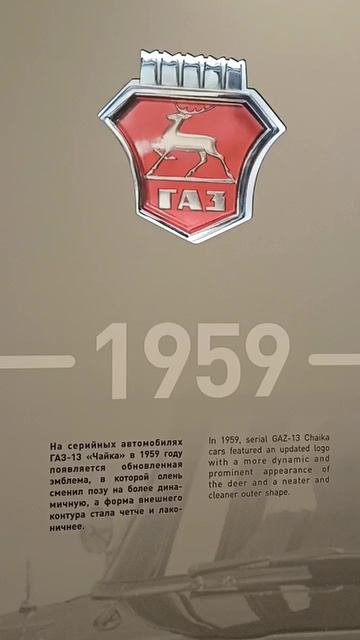 ГАЗ
1959
На серийных автомобилях
ГАЗ-13 «Чайка» в 1959 году
появляется обновленная
эмблема, в которой олень
сменил позу на более дина-
мичную, а форма внешнего
контура стала четче и лако-
ничнее.
In 1959, serial GAZ-13 Chaika
cars featured an updated logo
with a more dynamic and
prominent appearance of
the deer and a neater and
cleaner outer shape.